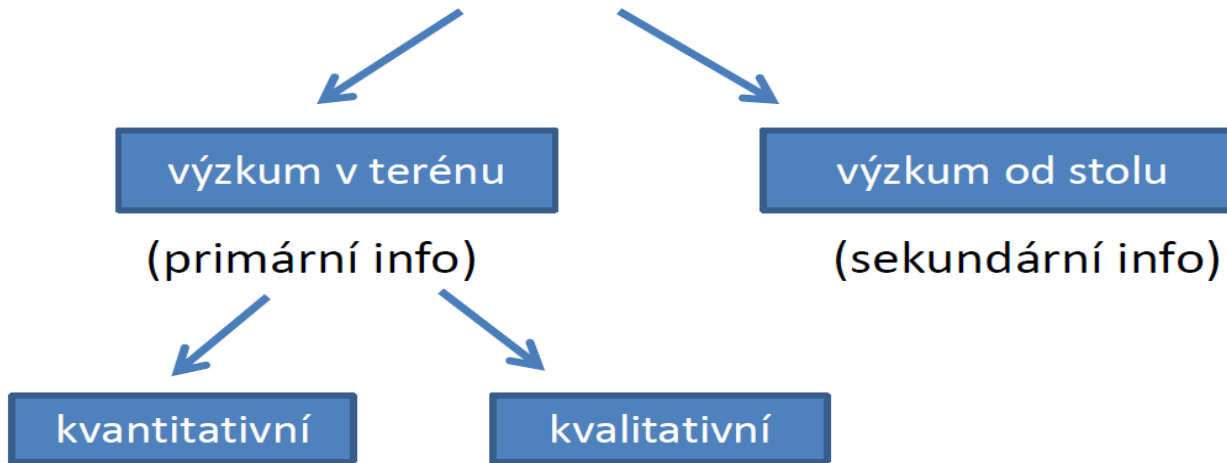 výzkum v terénu
výzkum od stolu
(primární info)
(sekundární info)
kvantitativní
kvalitativní